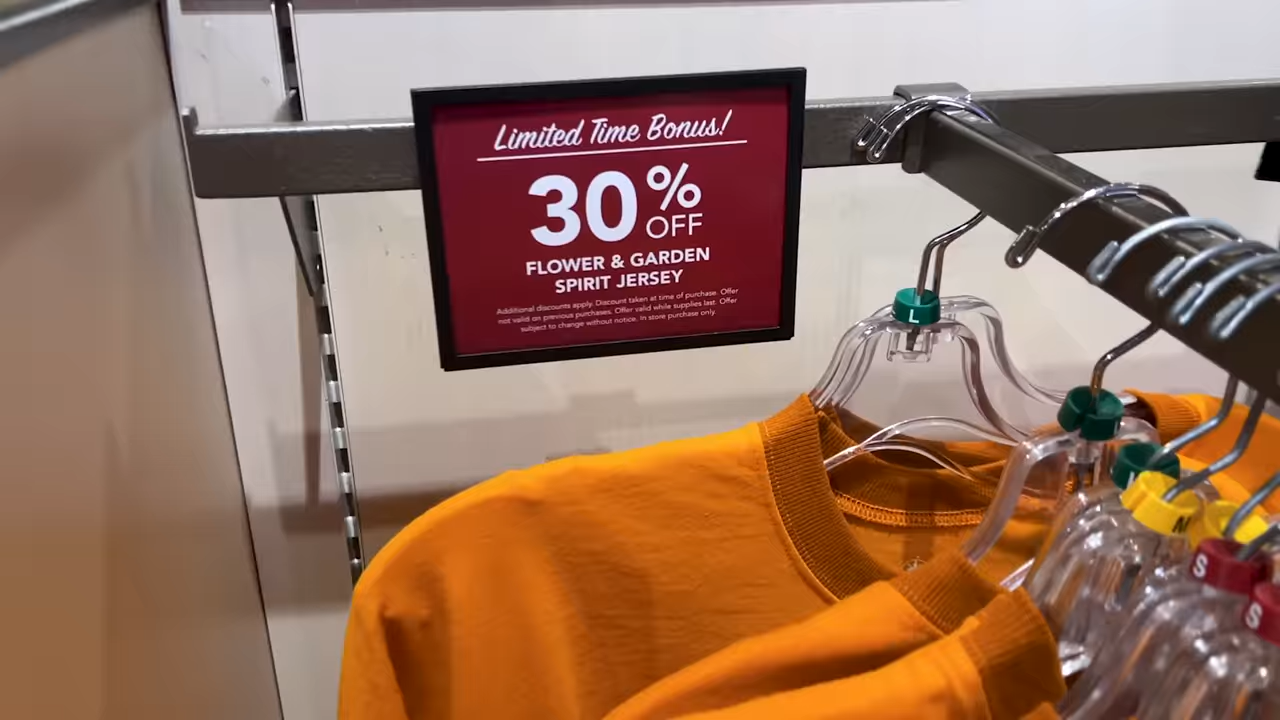 Limited Time Bonus!
30% OFF
FLOWER & GARDEN
SPIRIT JERSEY
Additional discounts apply. Discount taken at time of purchase. Offer
not valid on previous purchases. Offer valid while supplies last. Offer
subject to change without notice. In store purchase only.
L
M
S
S